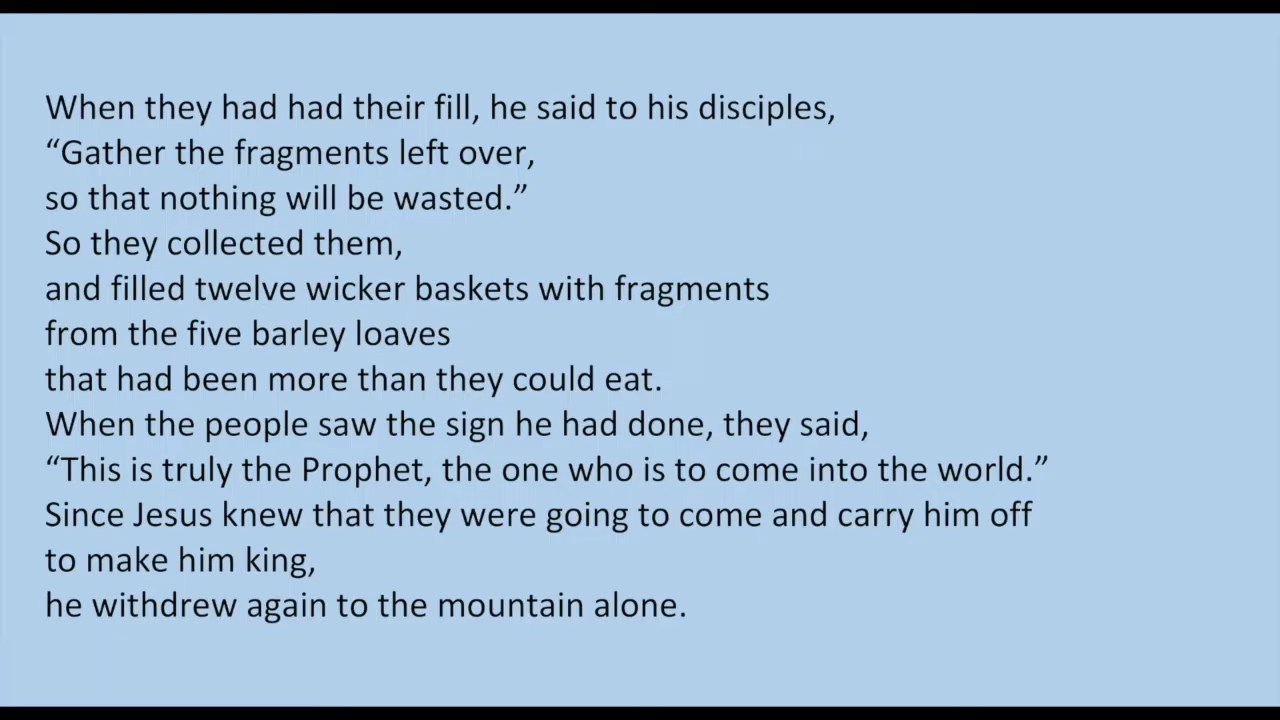 When they had had their fill, he said to his disciples,
“Gather the fragments left over,
so that nothing will be wasted.”
So they collected them,
and filled twelve wicker baskets with fragments
from the five barley loaves
that had been more than they could eat.
When the people saw the sign he had done, they said,
“This is truly the Prophet, the one who is to come into the world.”
Since Jesus knew that they were going to come and carry him off
to make him king,
he withdrew again to the mountain alone.